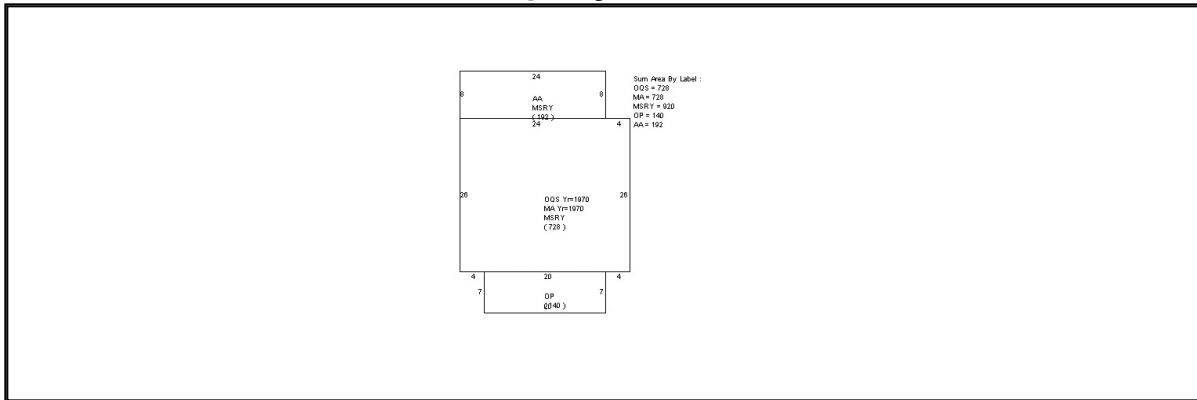 24
8
AA
8
MSRY
( 192 )
24
4
Sum Area By Label :
OQS = 728
MA = 728
MSRY = 920
OP = 140
AA = 192
26
OQS Yr=1970
26
MA Yr=1970
MSRY
( 728 )
4
20
4
7
OP
7